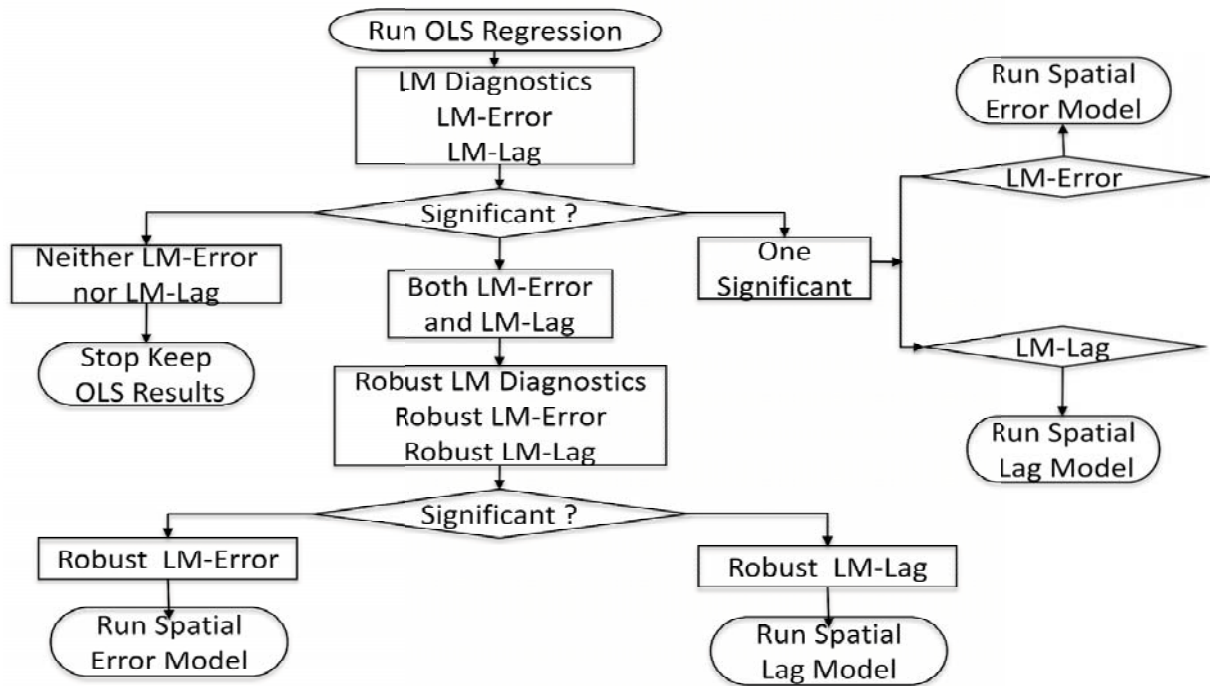 Run OLS Regression
LM Diagnostics
LM-Error
LM-Lag
Significant ?
Neither LM-Error
nor LM-Lag
Stop Keep
OLS Results
Both LM-Error
and LM-Lag
One
Significant
LM-Error
Run Spatial
Error Model
LM-Lag
Run Spatial
Lag Model
Robust LM Diagnostics
Robust LM-Error
Robust LM-Lag
Significant ?
Robust LM-Error
Run Spatial
Error Model
Robust LM-Lag
Run Spatial
Lag Model